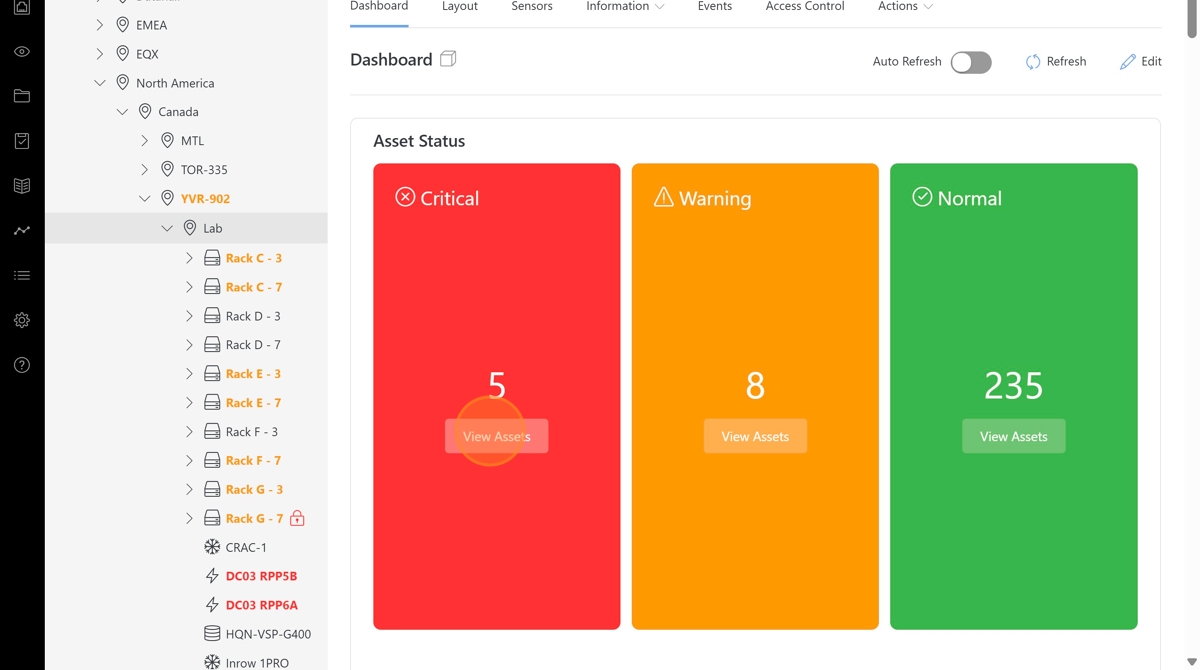 EMEA
EQX
North America
Canada
MTL
TOR-335
YVR-902
Lab
Rack C - 3
Rack C - 7
Rack D - 3
Rack D - 7
Rack E - 3
Rack E - 7
Rack F - 3
Rack F - 7
Rack G - 3
Rack G - 7
CRAC-1
DC03 RPP5B
DC03 RPP6A
HQN-VSP-G400
Inrow 1PRO
Dashboard Layout Sensors Information Events Access Control Actions
Dashboard Auto Refresh Refresh Edit
Asset Status
Critical
5
View Assets
Warning
8
View Assets
Normal
235
View Assets